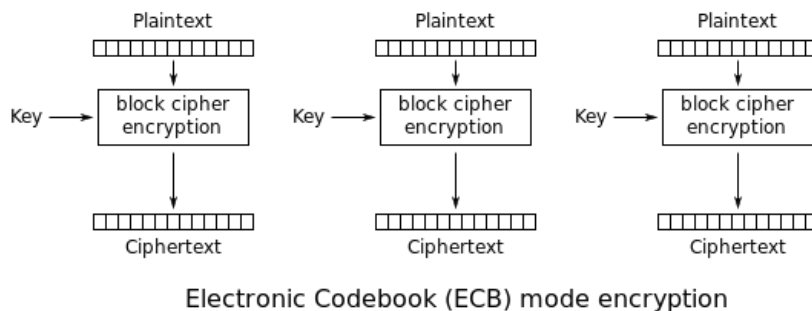 Plaintext Plaintext Plaintext
Key block cipher encryption Key block cipher encryption Key block cipher encryption
Ciphertext Ciphertext Ciphertext
Electronic Codebook (ECB) mode encryption